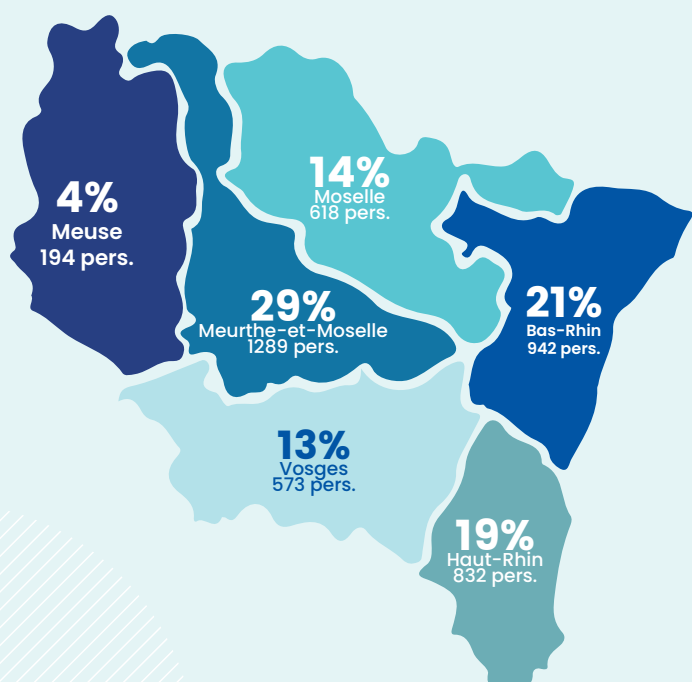 14%
Moselle
618 pers.
4%
Meuse
194 pers.
29%
Meurthe-et-Moselle
1289 pers.
21%
Bas-Rhin
942 pers.
13%
Vosges
573 pers.
19%
Haut-Rhin
832 pers.